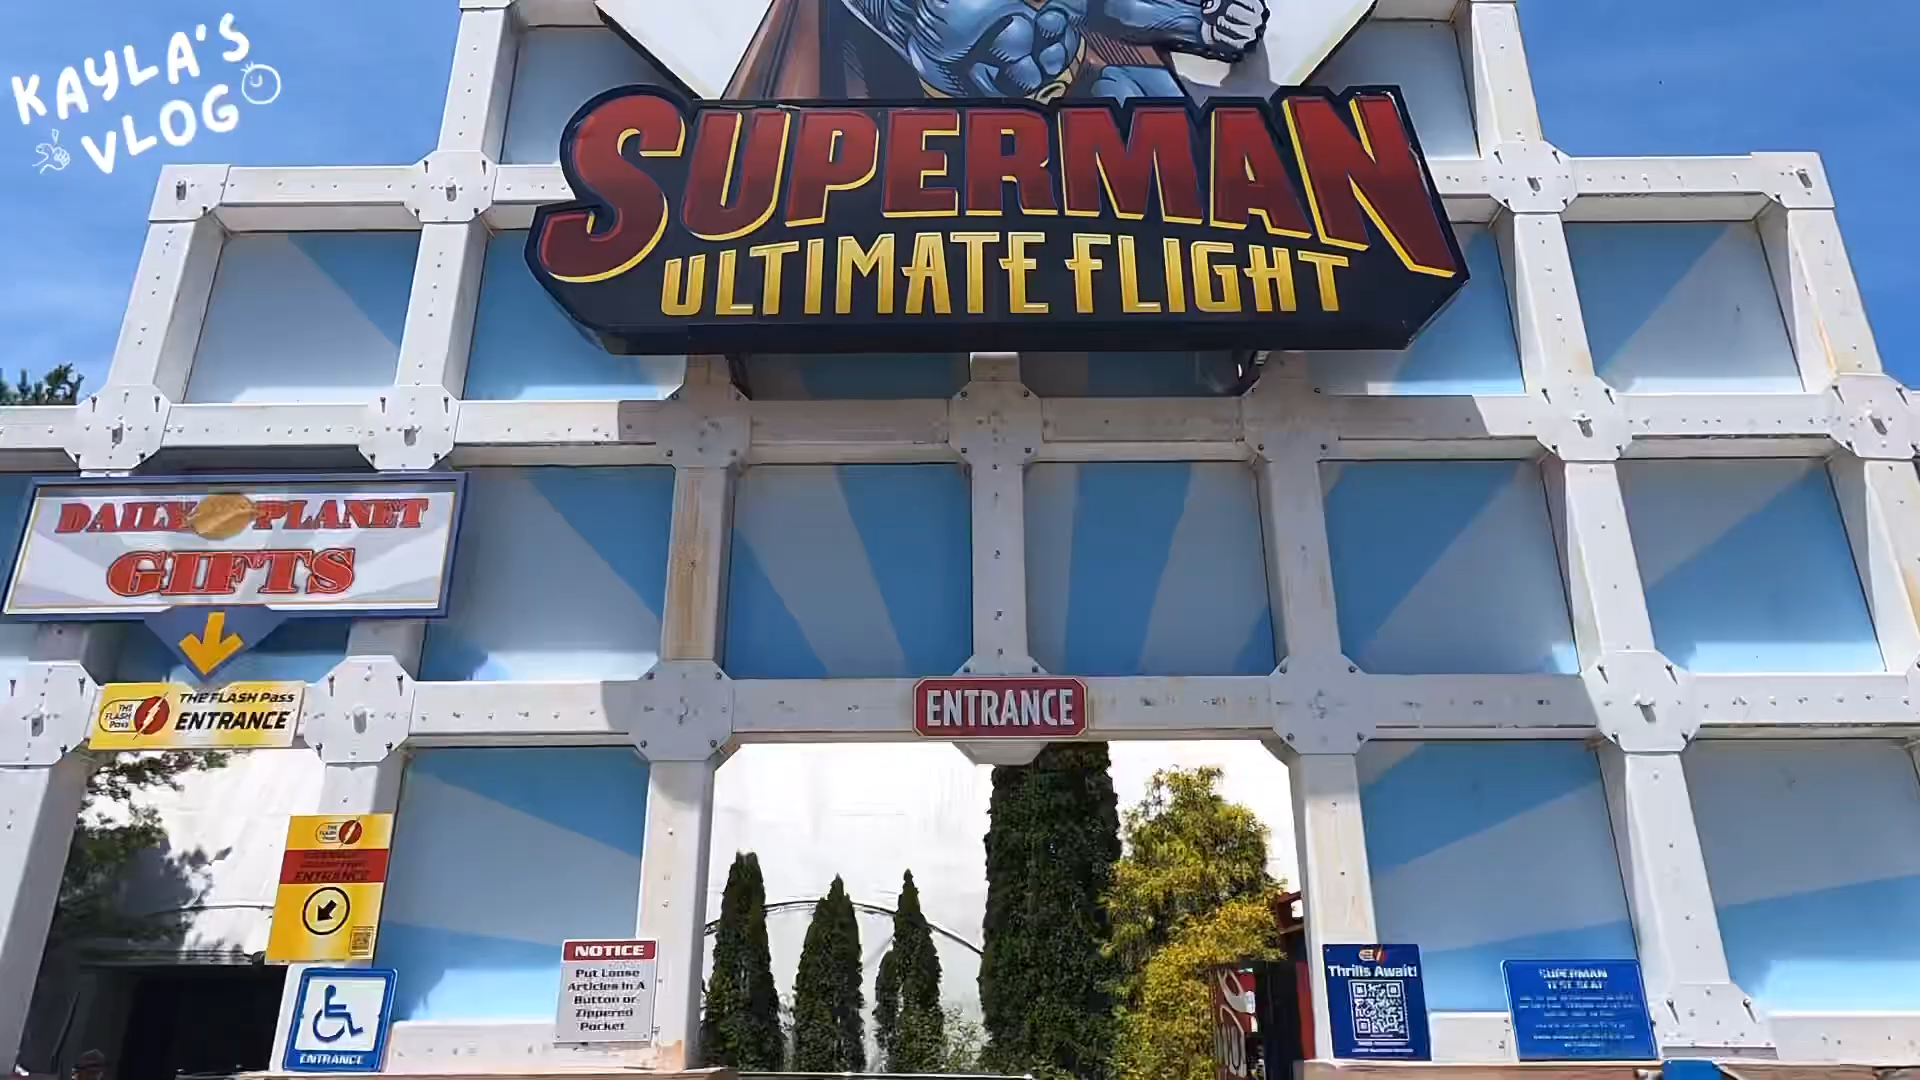 KAYLA'S
VLOG
SUPERMAN
ULTIMATE FLIGHT
DAILY PLANET
GIFTS
THE FLASH Pass
ENTRANCE
THE
FLASH
Pass
ENTRANCE
ENTRANCE
ENTRANCE
NOTICE
Put Loose
Articles In A
Button or
Zippered
Pocket
Thrills Await!
SUPERMAN
TEST SEAT